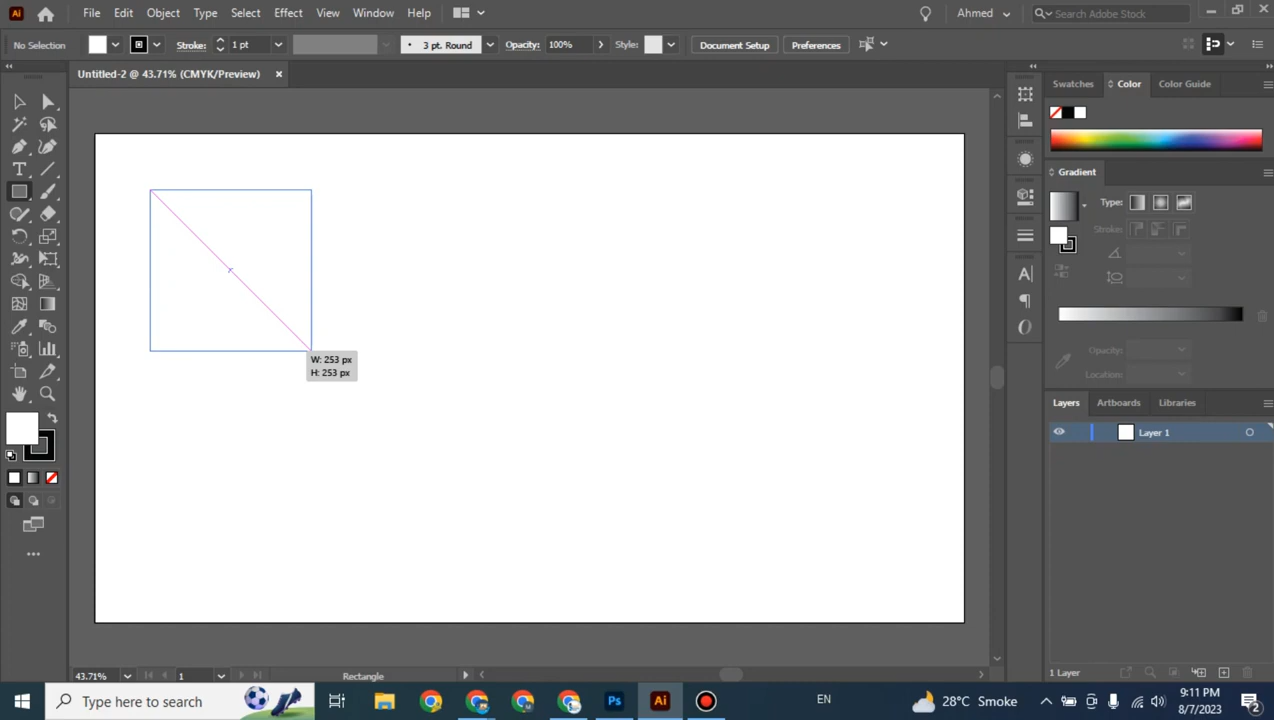 Ai File Edit Object Type Select Effect View Window Help Ahmed Search Adobe Stock
No Selection Stroke: 1 pt 3 pt. Round Opacity: 100% Style: Document Setup Preferences
Untitled-2 @ 43.71% (CMYK/Preview) ×
Swatches Color Color Guide
Gradient
Type:
Stroke:
W: 253 px
H: 253 px
Opacity:
Location:
Layers Artboards Libraries
Layer 1
43.71% 1 Rectangle
1 Layer
Type here to search Ps Ai EN 28°C Smoke 9:11 PM
8/7/2023 2